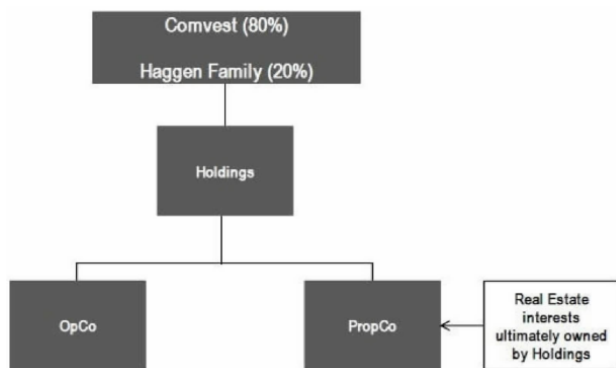 Comvest (80%)
Haggen Family (20%)
Holdings
OpCo
PropCo
Real Estate
interests
ultimately owned
by Holdings